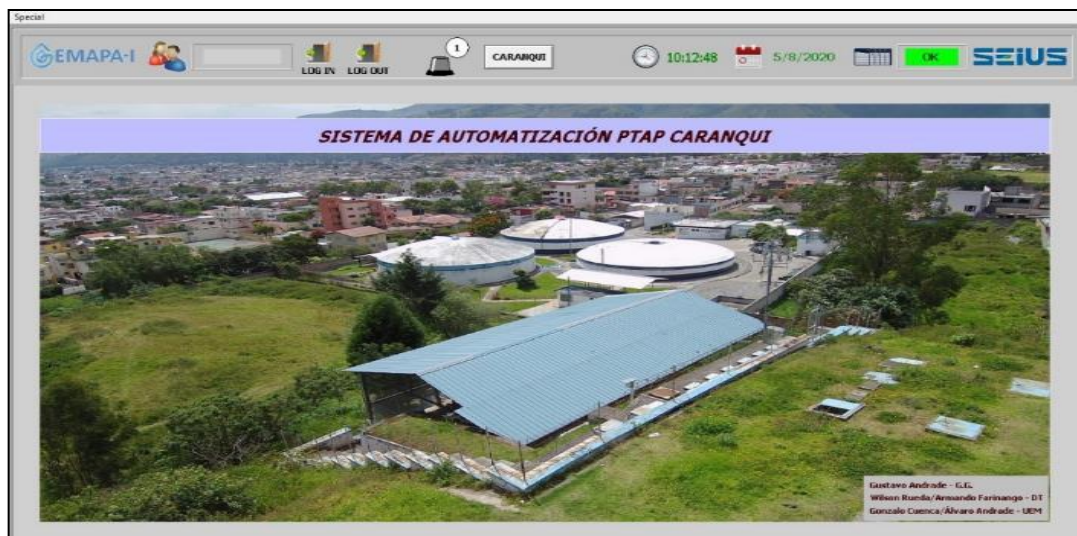 Special
EMAPA-I
LOG IN
LOG OUT
1
CARANQUI
10:12:48
5/8/2020
OK
SEIUS
SISTEMA DE AUTOMATIZACIÓN PTAP CARANQUI
Gustavo Andrade - G.G.
Wilson Rueda/Armando Farinango - DT
Gonzalo Cuenca/Álvaro Andrade - UEM